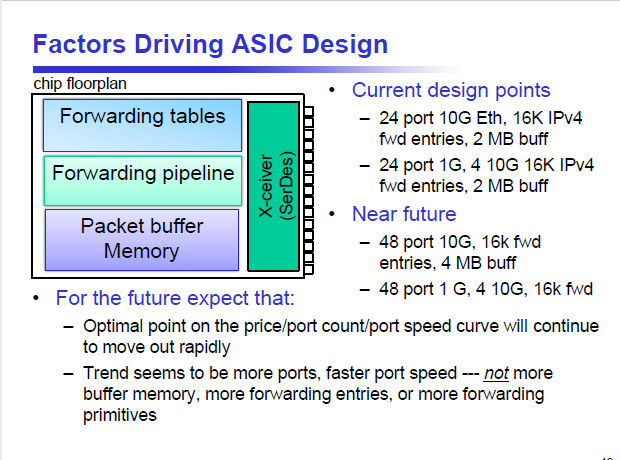 Factors Driving ASIC Design
chip floorplan
Forwarding tables
Forwarding pipeline
Packet buffer
Memory
X-ceiver
(SerDes)
• Current design points
– 24 port 10G Eth, 16K IPv4
fwd entries, 2 MB buff
– 24 port 1G, 4 10G 16K IPv4
fwd entries, 2 MB buff
• Near future
– 48 port 10G, 16k fwd
entries, 4 MB buff
– 48 port 1 G, 4 10G, 16k fwd
• For the future expect that:
– Optimal point on the price/port count/port speed curve will continue
to move out rapidly
– Trend seems to be more ports, faster port speed --- not more
buffer memory, more forwarding entries, or more forwarding
primitives